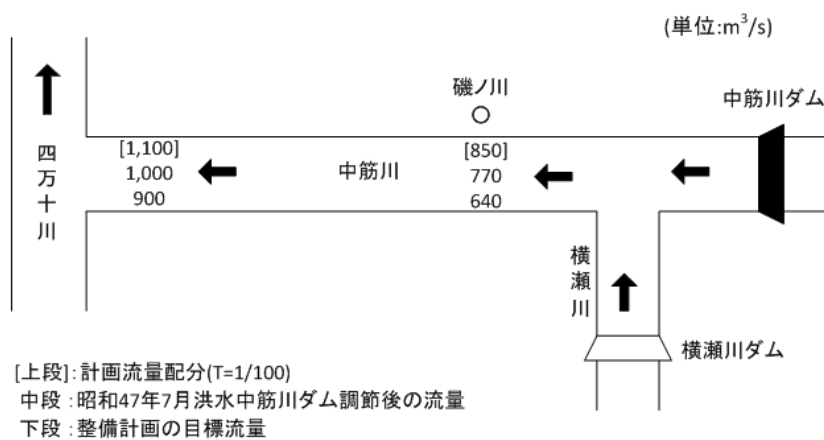 (単位:m³/s)
磯ノ川
中筋川ダム
四万十川
[1,100]
1,000
900
中筋川
[850]
770
640
横瀬川
横瀬川ダム
[上段]:計画流量配分(T=1/100)
中段:昭和47年7月洪水中筋川ダム調節後の流量
下段:整備計画の目標流量